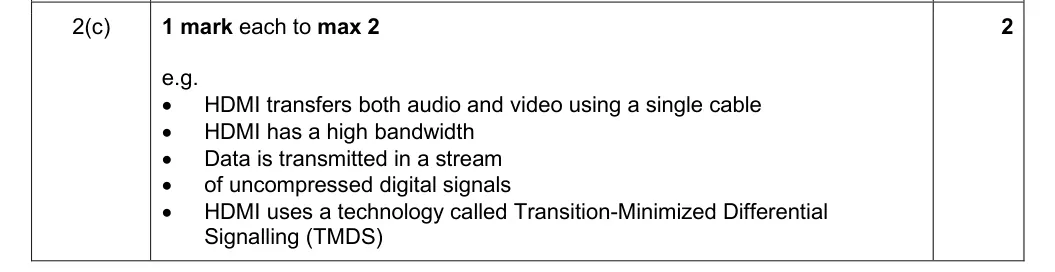 2(c) 1 mark each to max 2 2
e.g.
• HDMI transfers both audio and video using a single cable
• HDMI has a high bandwidth
• Data is transmitted in a stream
• of uncompressed digital signals
• HDMI uses a technology called Transition-Minimized Differential
Signalling (TMDS)